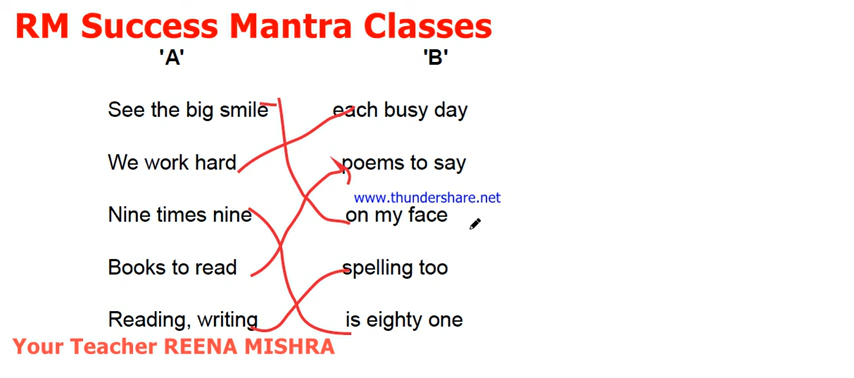 RM Success Mantra Classes
'A' 'B'
See the big smile each busy day
We work hard poems to say
www.thundershare.net
Nine times nine on my face
Books to read spelling too
Reading, writing is eighty one
Your Teacher REENA MISHRA